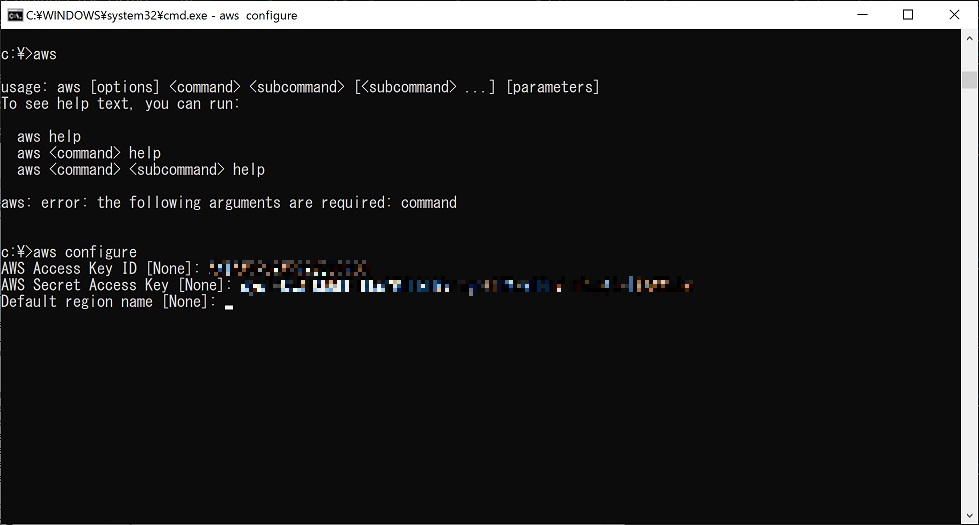 C:¥WINDOWS¥system32¥cmd.exe - aws  configure
c:¥>aws
usage: aws [options] <command> <subcommand> [<subcommand> ...] [parameters]
To see help text, you can run:
  aws help
  aws <command> help
  aws <command> <subcommand> help
aws: error: the following arguments are required: command
c:¥>aws configure
AWS Access Key ID [None]:
AWS Secret Access Key [None]:
Default region name [None]: